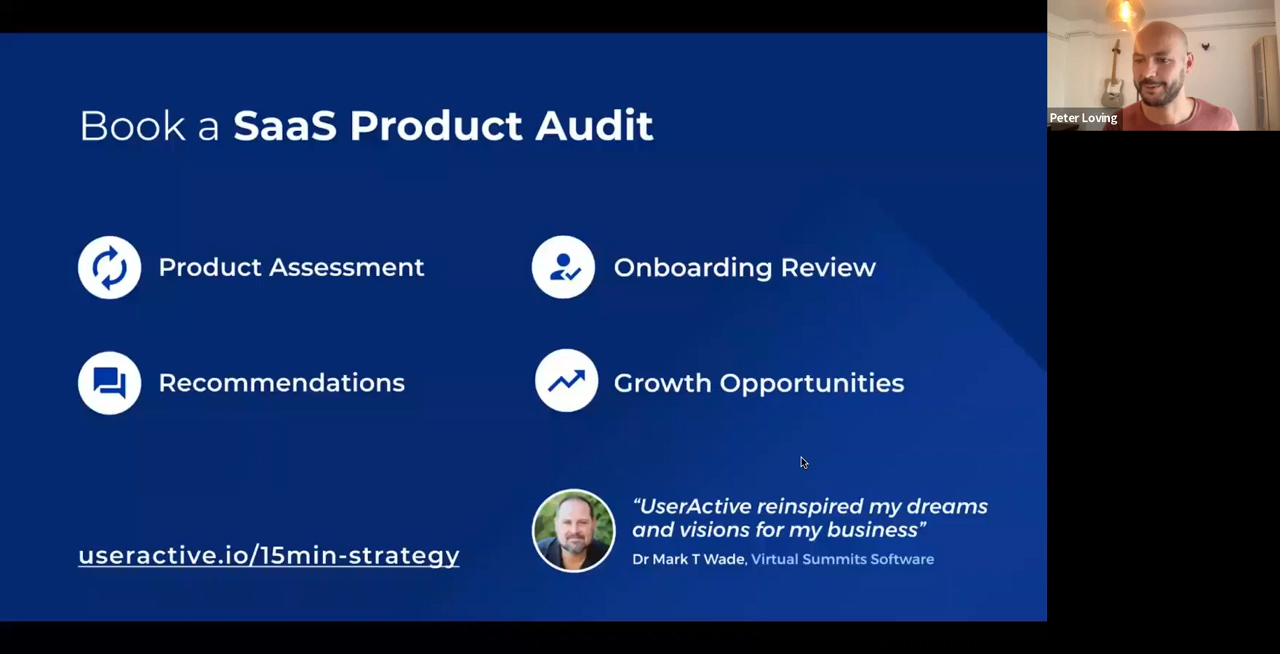 Book a SaaS Product Audit
Peter Loving
Product Assessment
Onboarding Review
Recommendations
Growth Opportunities
“UserActive reinspired my dreams
and visions for my business”
Dr Mark T Wade, Virtual Summits Software
useractive.io/15min-strategy